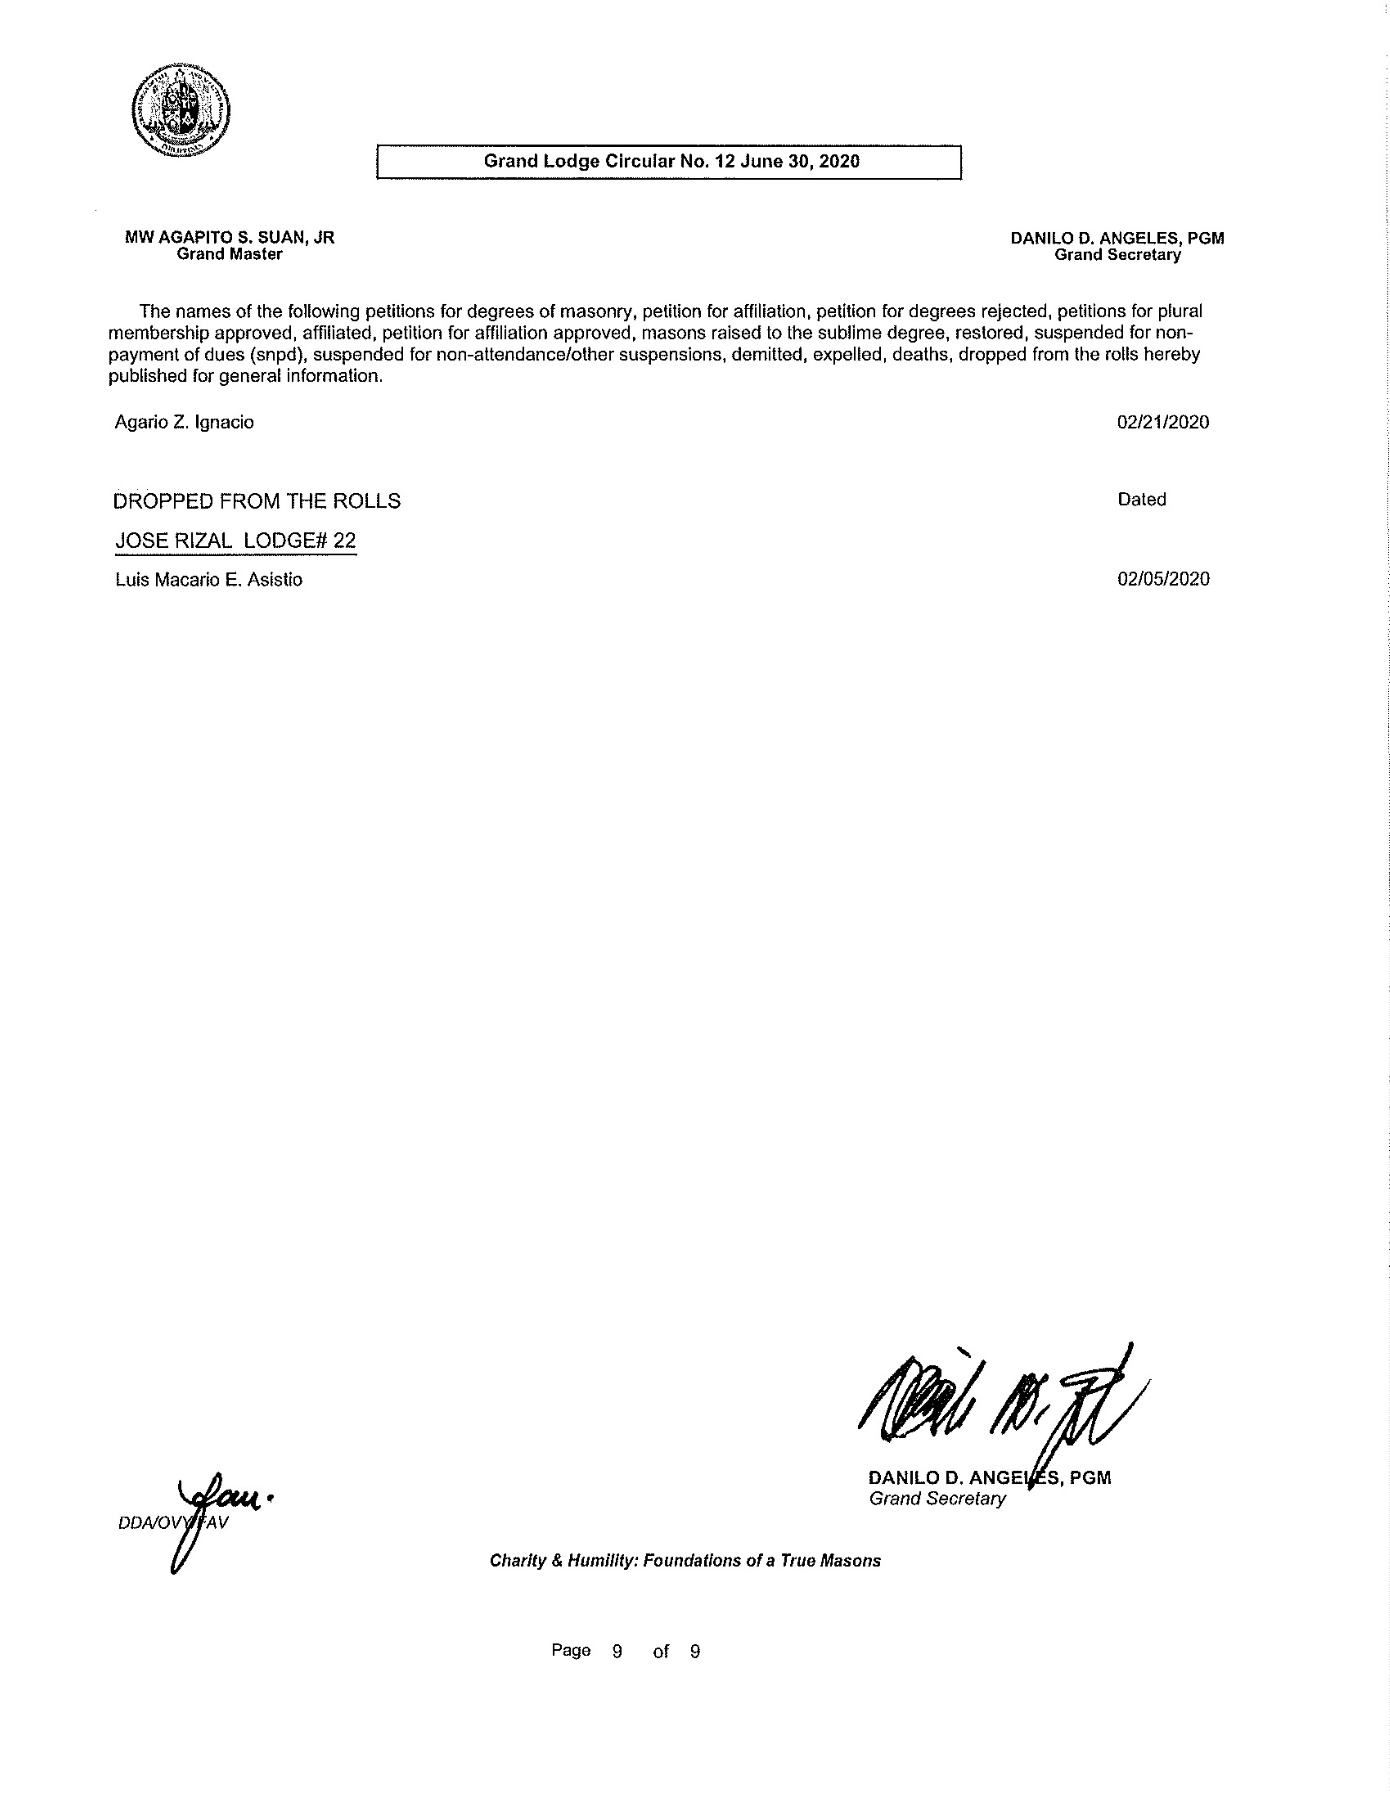 PHILIPPINES
Grand Lodge Circular No. 12 June 30, 2020
MW AGAPITO S. SUAN, JR
Grand Master
DANILO D. ANGELES, PGM
Grand Secretary
The names of the following petitions for degrees of masonry, petition for affiliation, petition for degrees rejected, petitions for plural
membership approved, affiliated, petition for affiliation approved, masons raised to the sublime degree, restored, suspended for non-
payment of dues (snpd), suspended for non-attendance/other suspensions, demitted, expelled, deaths, dropped from the rolls hereby
published for general information.
Agario Z. Ignacio 02/21/2020
DROPPED FROM THE ROLLS Dated
JOSE RIZAL LODGE# 22
Luis Macario E. Asistio 02/05/2020
DANILO D. ANGELES, PGM
Grand Secretary
DDA/OVY/FAV
Charity & Humility: Foundations of a True Masons
Page 9 of 9